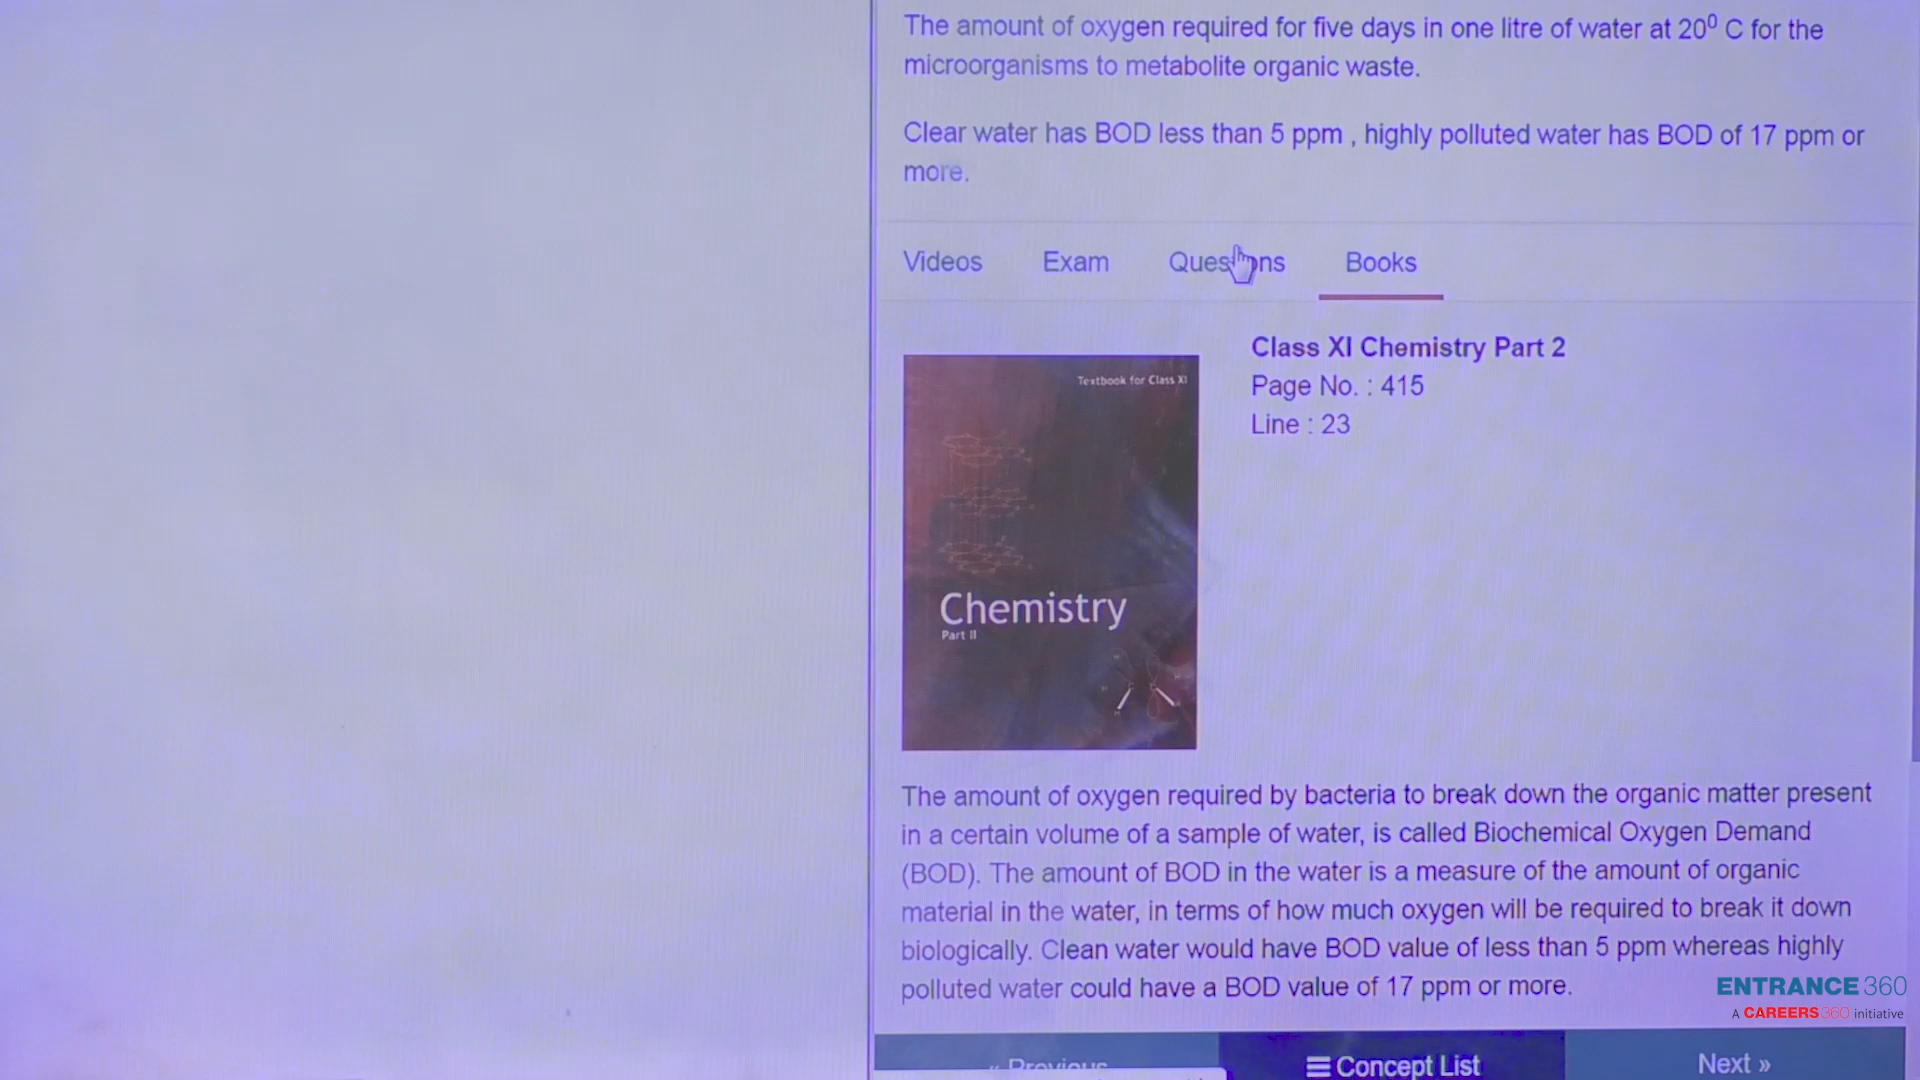 The amount of oxygen required for five days in one litre of water at 20⁰ C for the
microorganisms to metabolite organic waste.
Clear water has BOD less than 5 ppm , highly polluted water has BOD of 17 ppm or
more.
Videos Exam Books
Class XI Chemistry Part 2
Page No. : 415
Line : 23
Textbook for Class XI
Chemistry
Part II
The amount of oxygen required by bacteria to break down the organic matter present
in a certain volume of a sample of water, is called Biochemical Oxygen Demand
(BOD). The amount of BOD in the water is a measure of the amount of organic
material in the water, in terms of how much oxygen will be required to break it down
biologically. Clean water would have BOD value of less than 5 ppm whereas highly
polluted water could have a BOD value of 17 ppm or more.
ENTRANCE 360
A CAREERS360 initiative
« Previous Concept List Next »